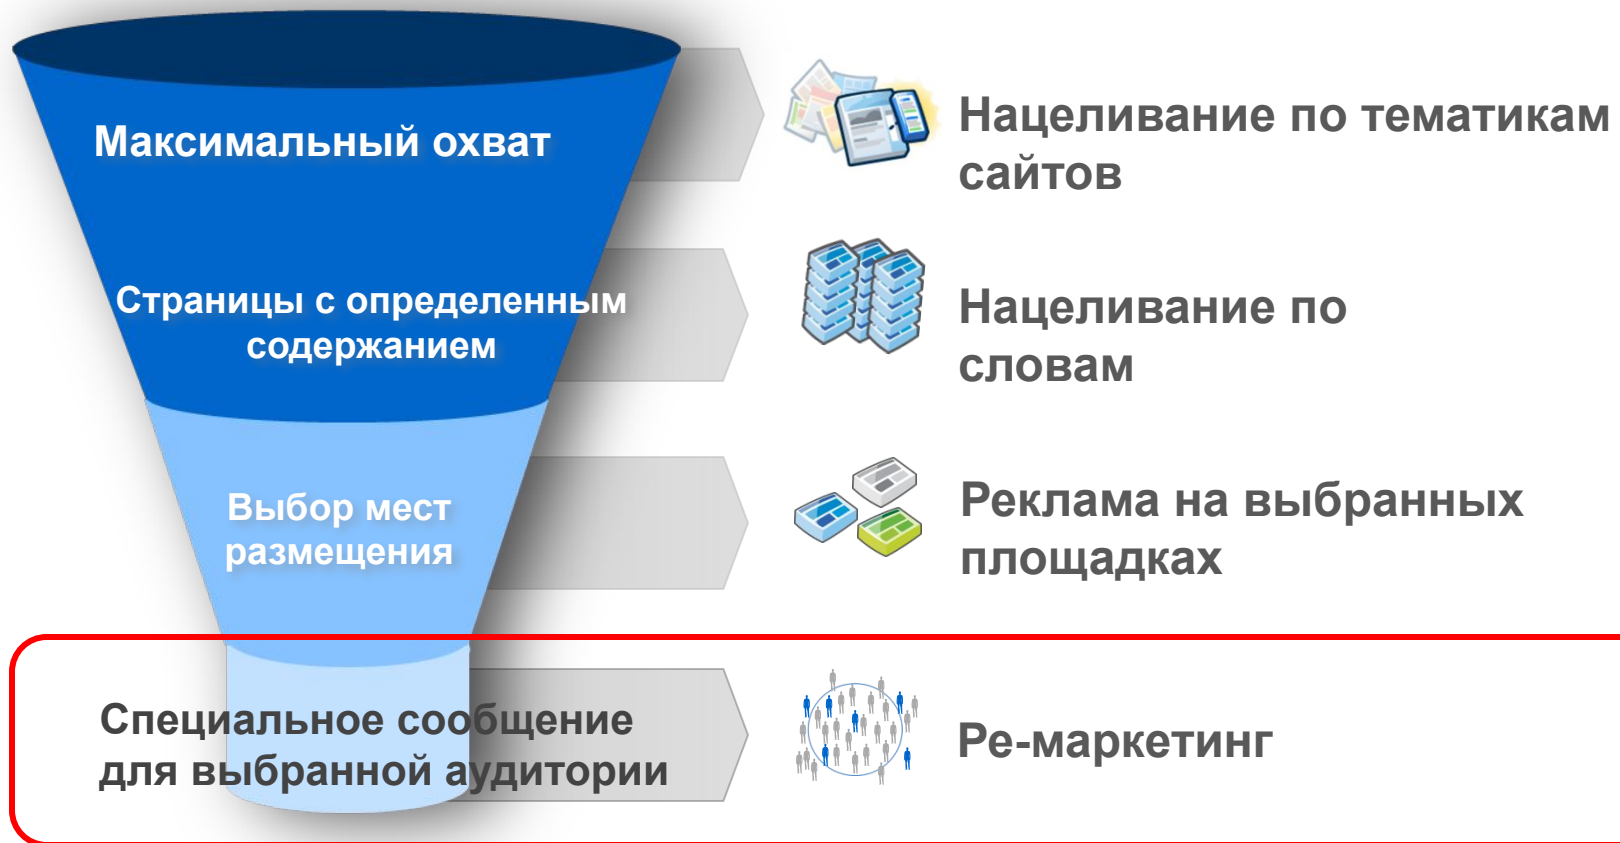 Максимальный охват
Нацеливание по тематикам
сайтов
Страницы с определенным
содержанием
Нацеливание по
словам
Выбор мест
размещения
Реклама на выбранных
площадках
Специальное сообщение
для выбранной аудитории
Ре-маркетинг